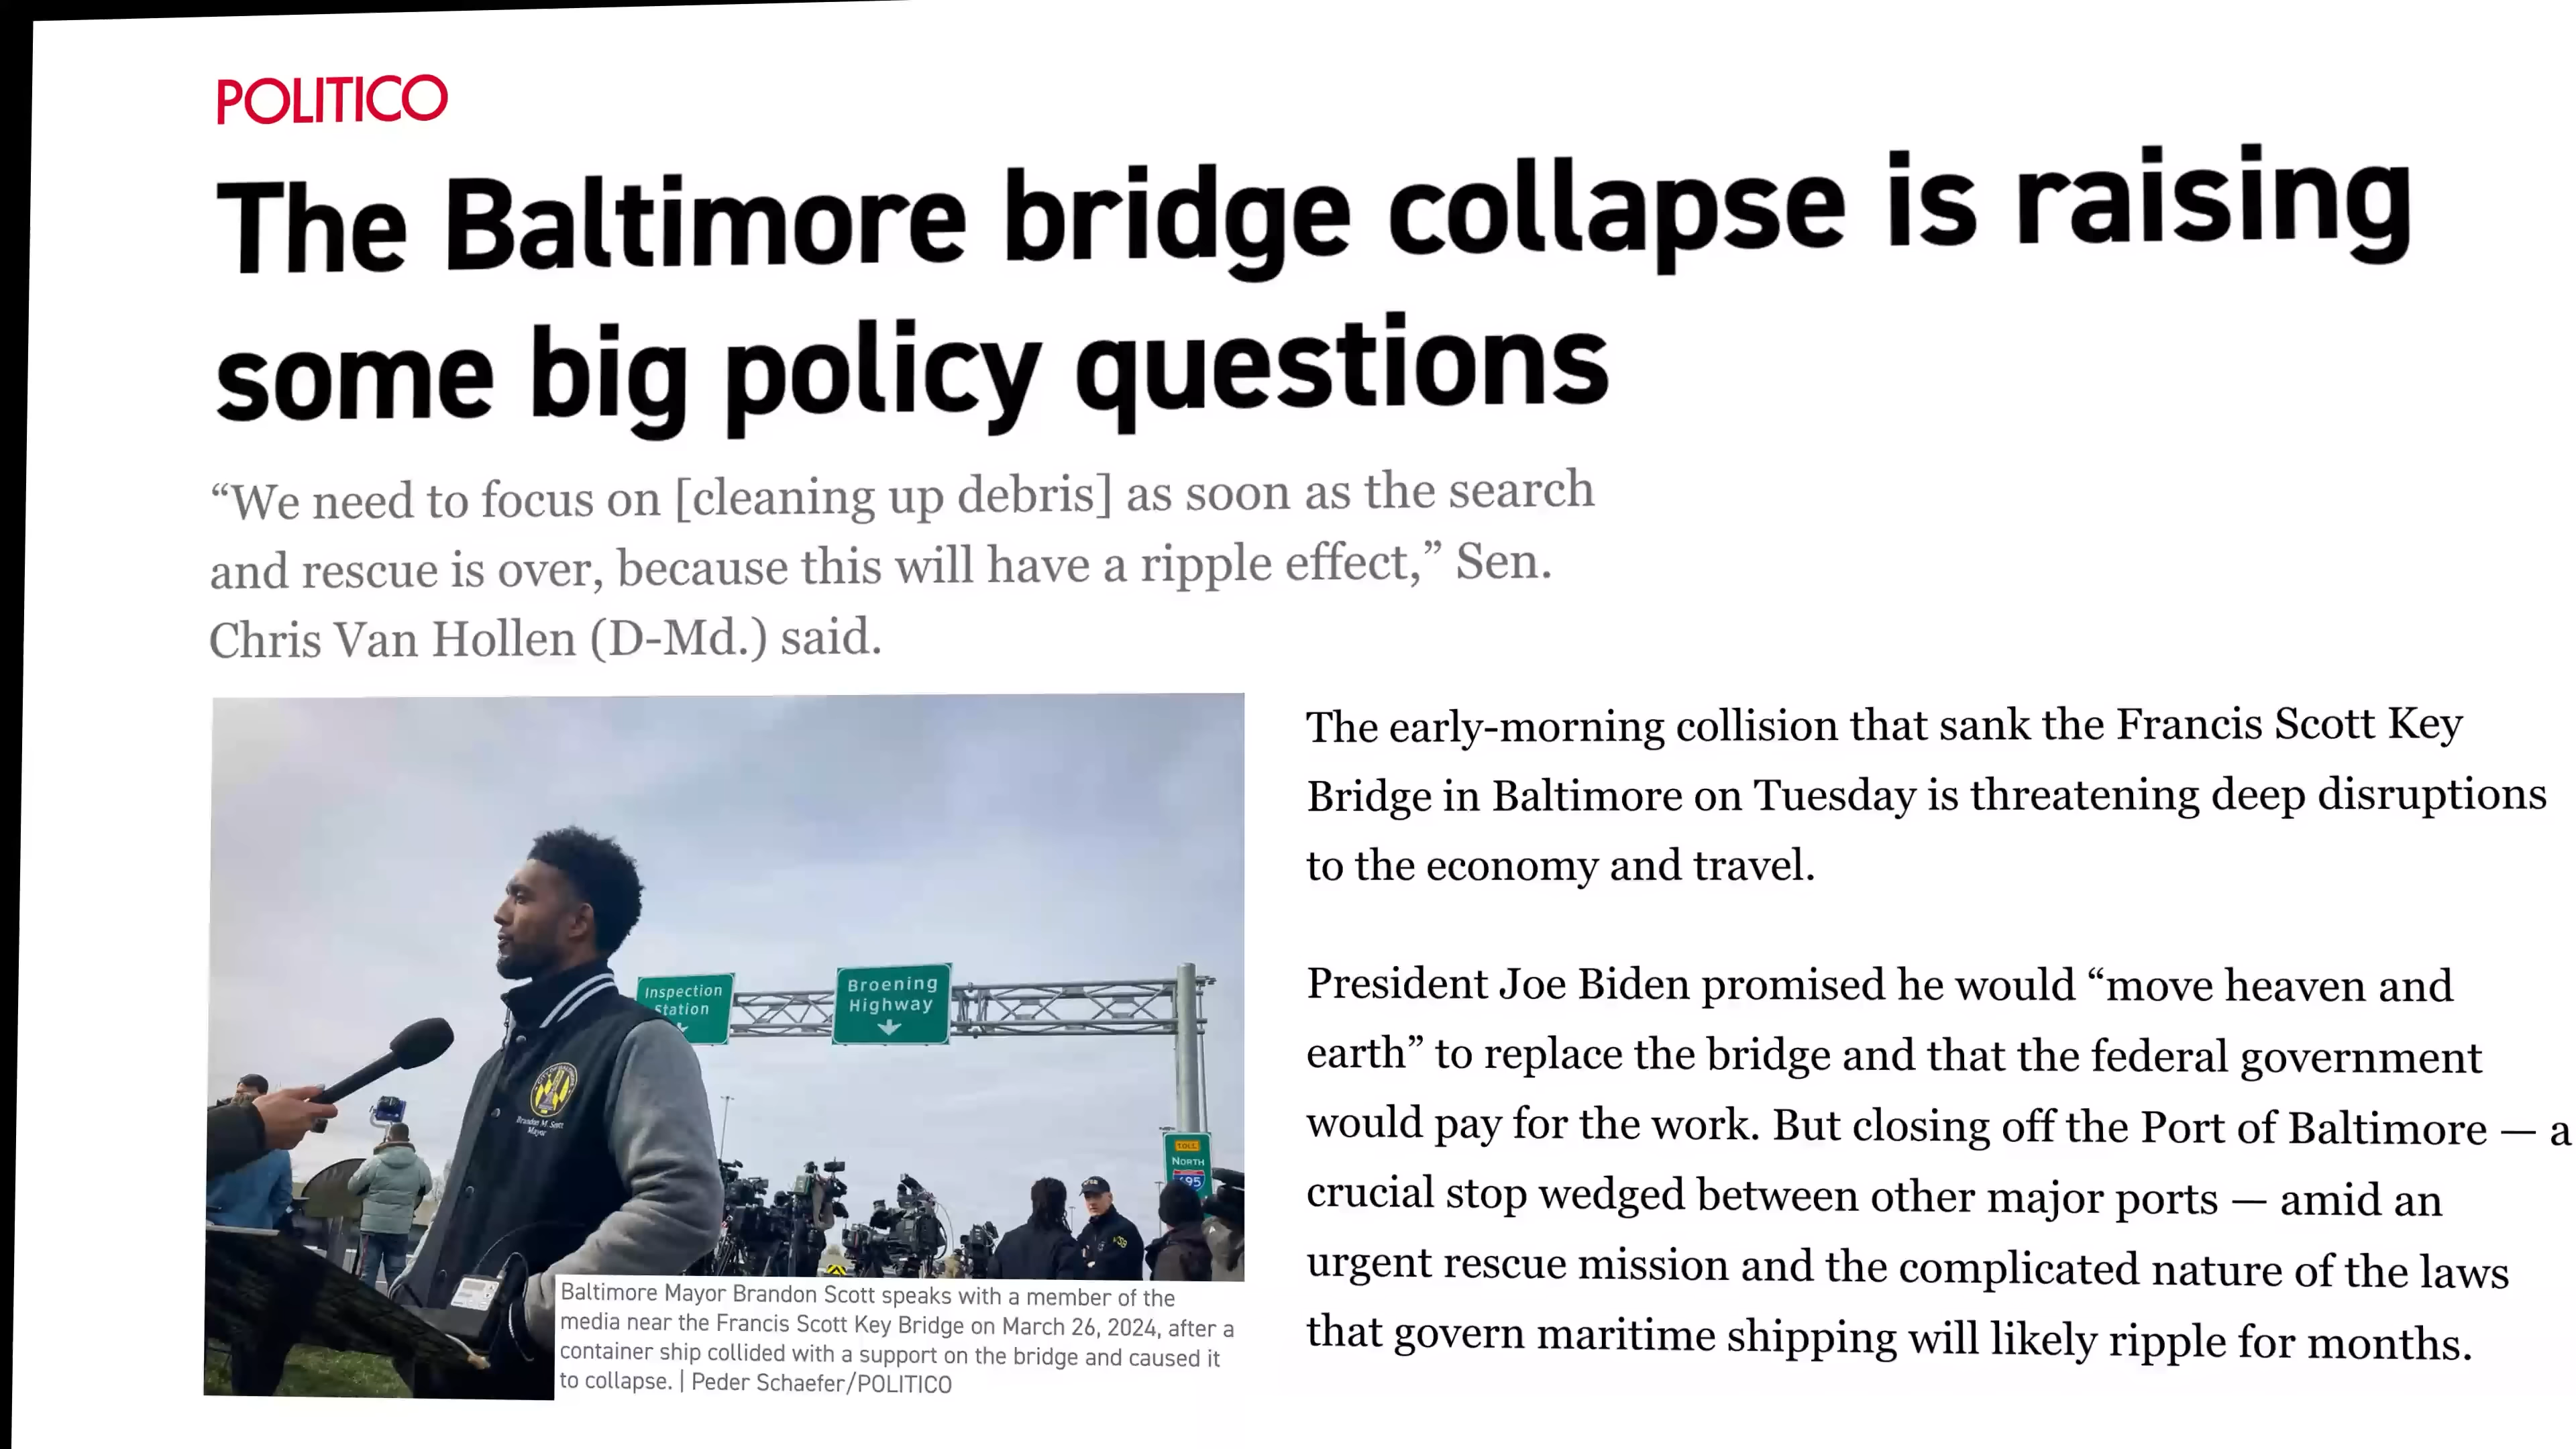 POLITICO
The Baltimore bridge collapse is raising
some big policy questions
“We need to focus on [cleaning up debris] as soon as the search
and rescue is over, because this will have a ripple effect,” Sen.
Chris Van Hollen (D-Md.) said.
Inspection
Station
Broening
Highway
CITY OF BALTIMORE
Brandon M. Scott
Mayor
TOLL
NORTH
695
Baltimore Mayor Brandon Scott speaks with a member of the
media near the Francis Scott Key Bridge on March 26, 2024, after a
container ship collided with a support on the bridge and caused it
to collapse. | Peder Schaefer/POLITICO
The early-morning collision that sank the Francis Scott Key
Bridge in Baltimore on Tuesday is threatening deep disruptions
to the economy and travel.
President Joe Biden promised he would “move heaven and
earth” to replace the bridge and that the federal government
would pay for the work. But closing off the Port of Baltimore — a
crucial stop wedged between other major ports — amid an
urgent rescue mission and the complicated nature of the laws
that govern maritime shipping will likely ripple for months.